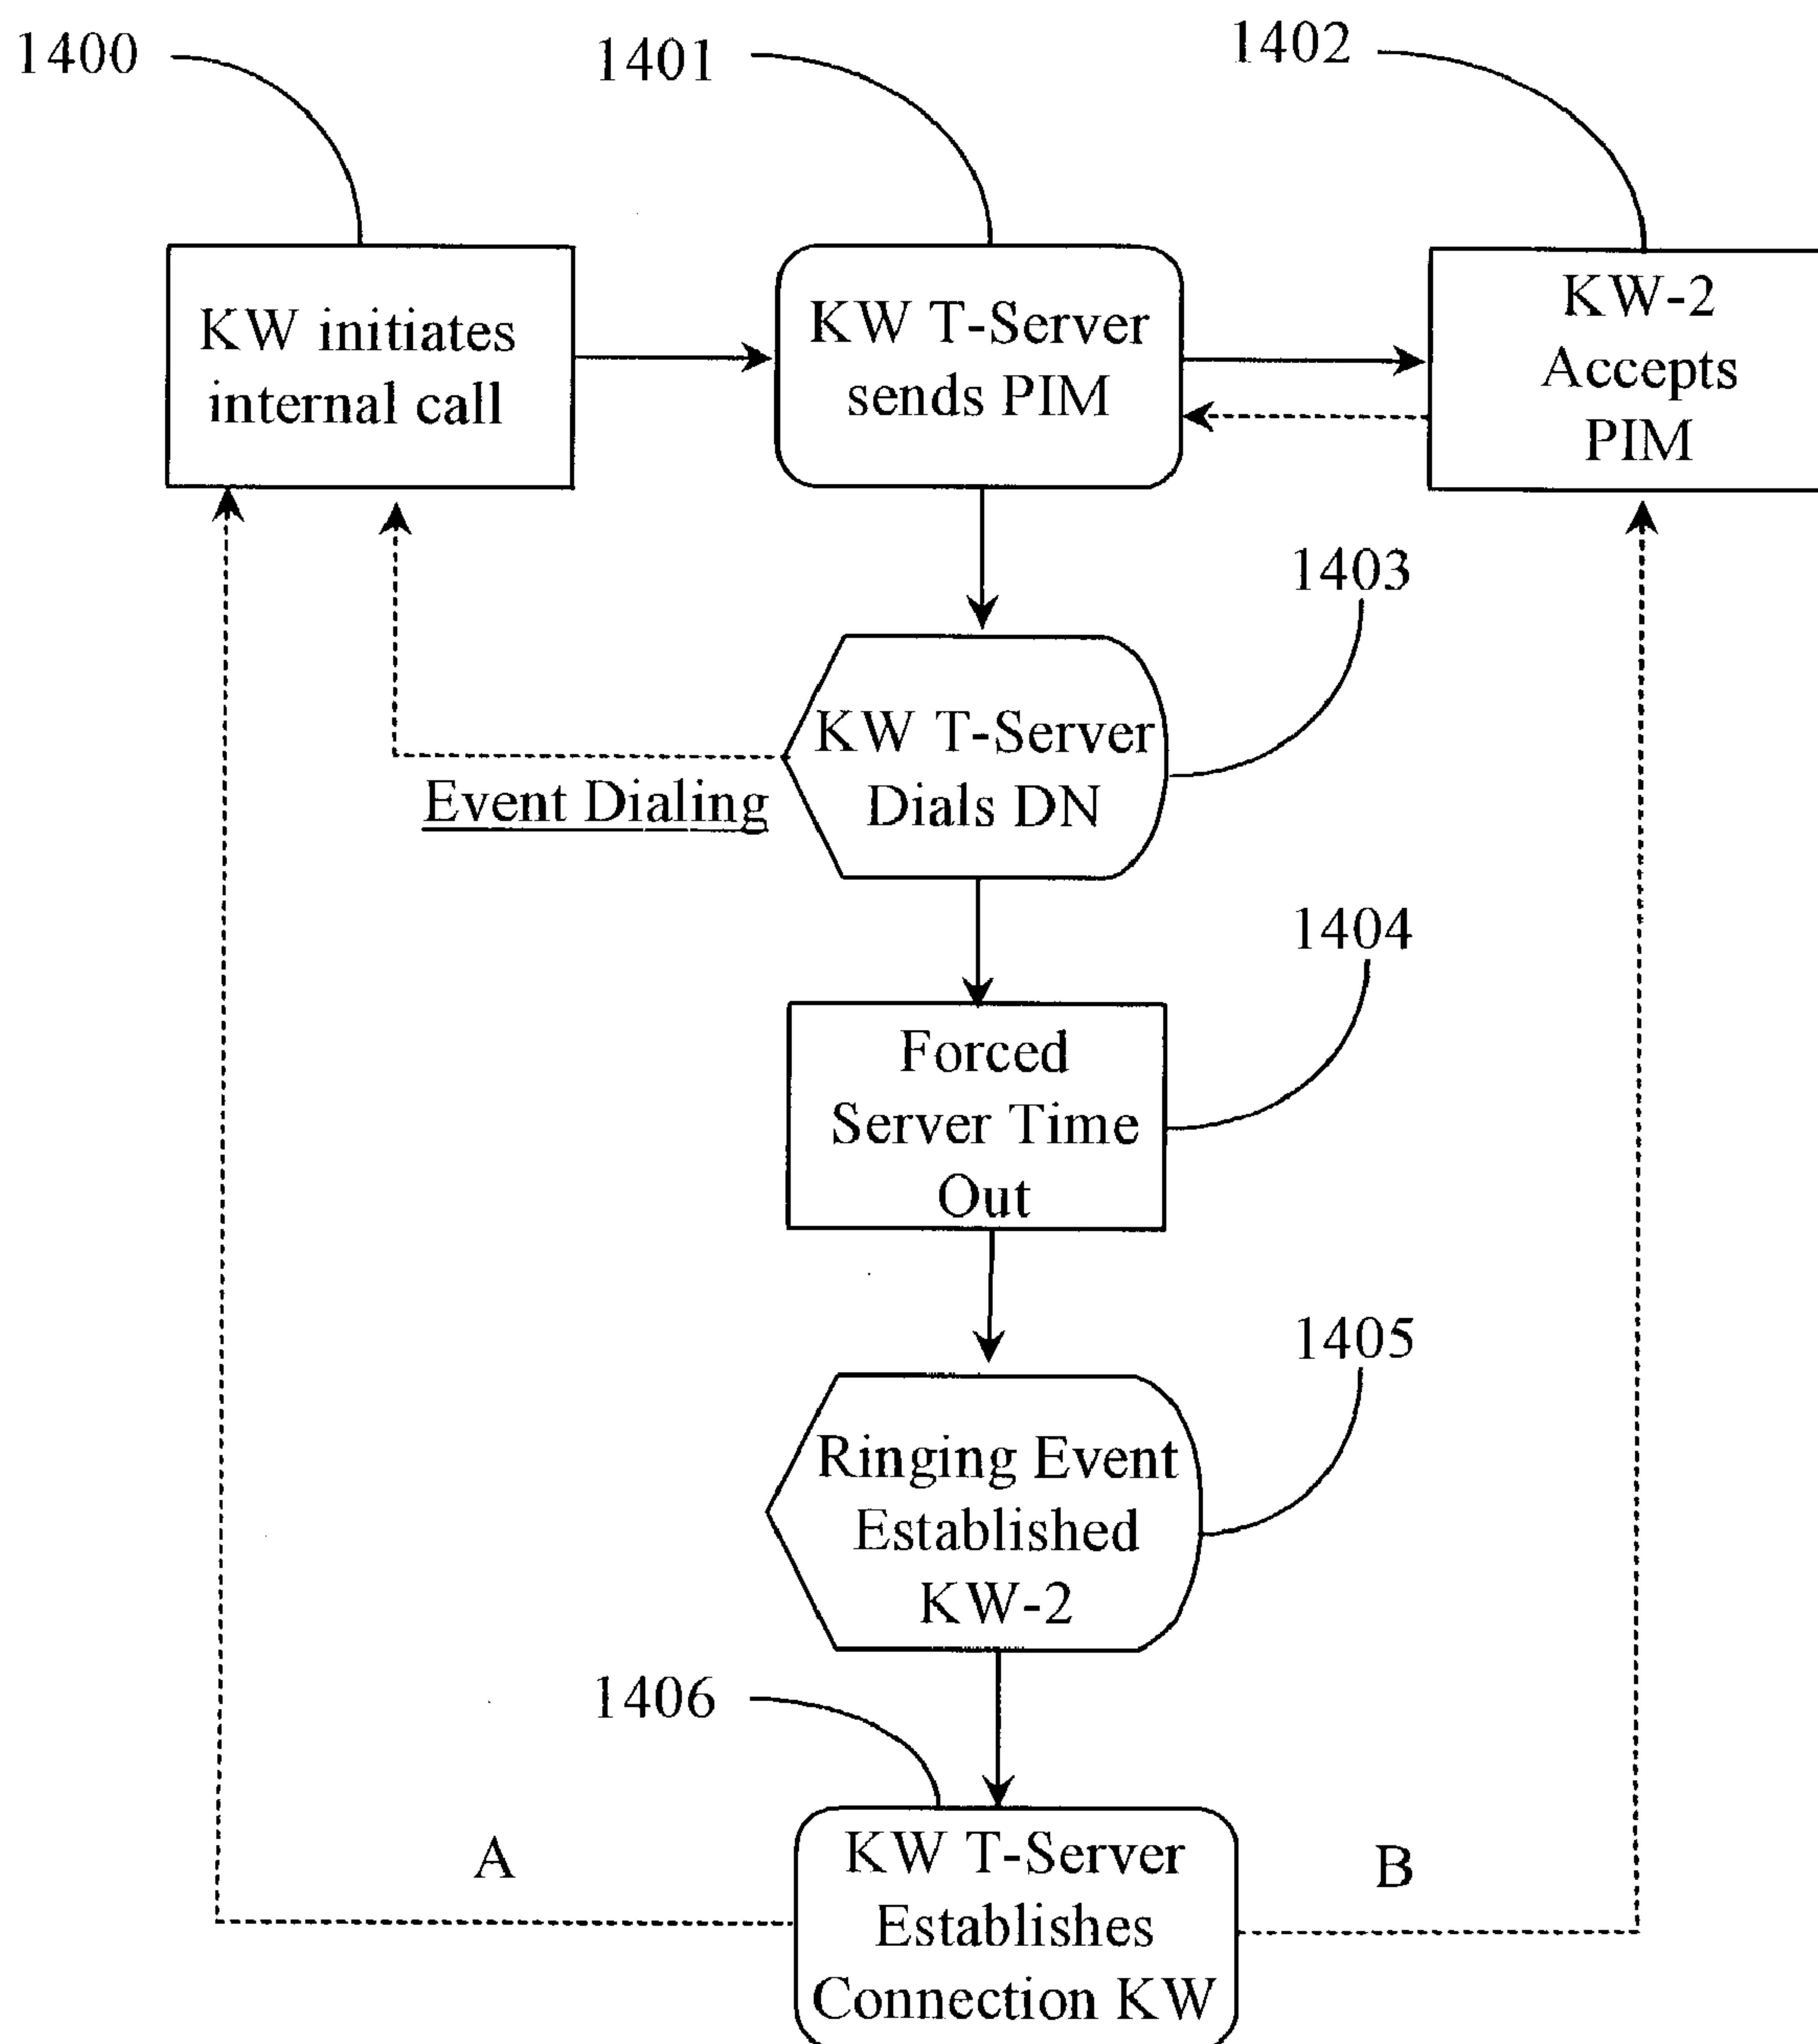 1400
1401
1402
KW initiates
internal call
KW T-Server
sends PIM
KW-2
Accepts
PIM
1403
KW T-Server
Dials DN
Event Dialing
1404
Forced
Server Time
Out
1405
Ringing Event
Established
KW-2
1406
KW T-Server
Establishes
Connection KW
A
B